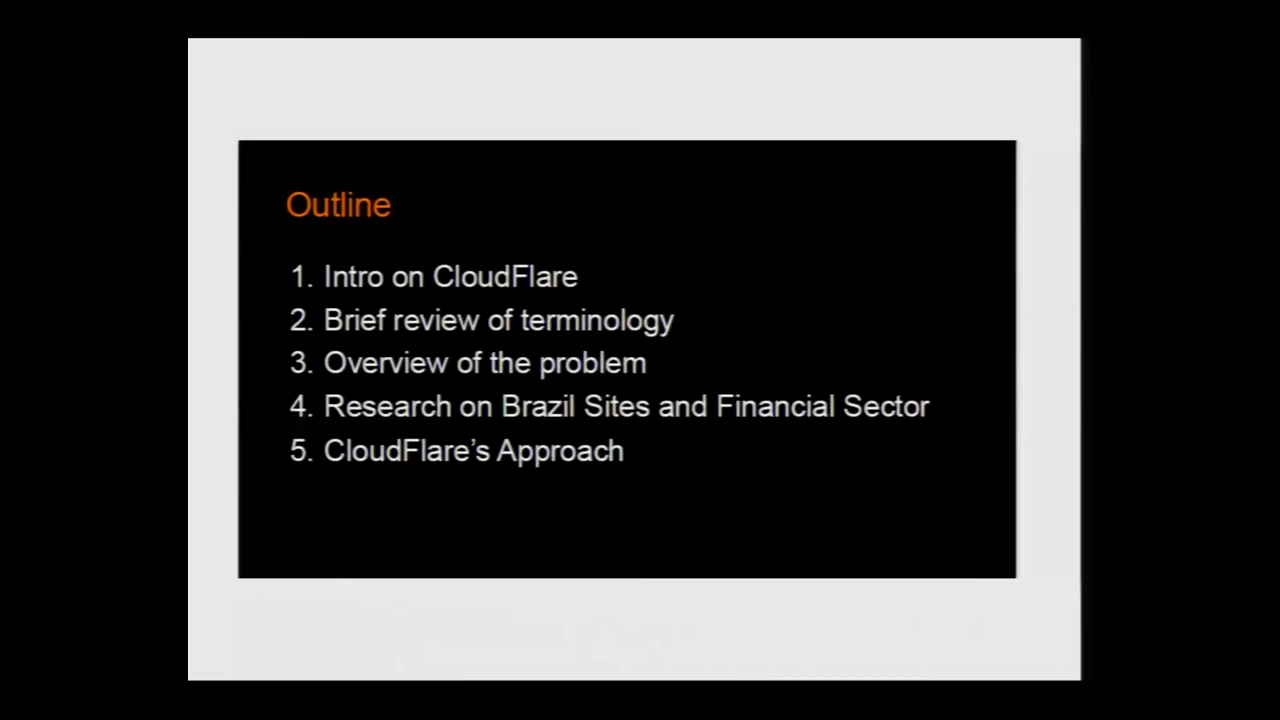 Outline
1. Intro on CloudFlare
2. Brief review of terminology
3. Overview of the problem
4. Research on Brazil Sites and Financial Sector
5. CloudFlare’s Approach